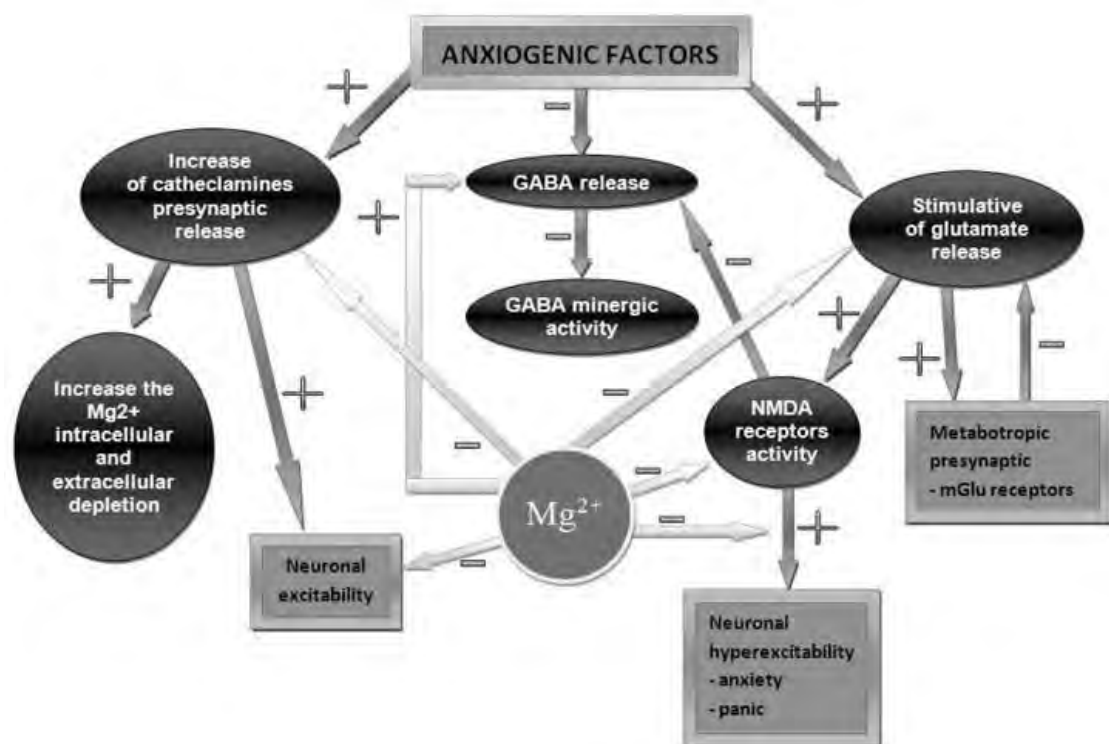 ANXIOGENIC FACTORS
+
−
+
Increase
of catheclamines
presynaptic
release
GABA release
Stimulative
of glutamate
release
+
−
−
+
GABA minergic
activity
+
+
−
Increase the
Mg2+
intracellular
and
extracellular
depletion
+
−
NMDA
receptors
activity
Metabotropic
presynaptic
- mGlu receptors
−
−
Mg²⁺
−
+
−
Neuronal
excitability
Neuronal
hyperexcitability
- anxiety
- panic